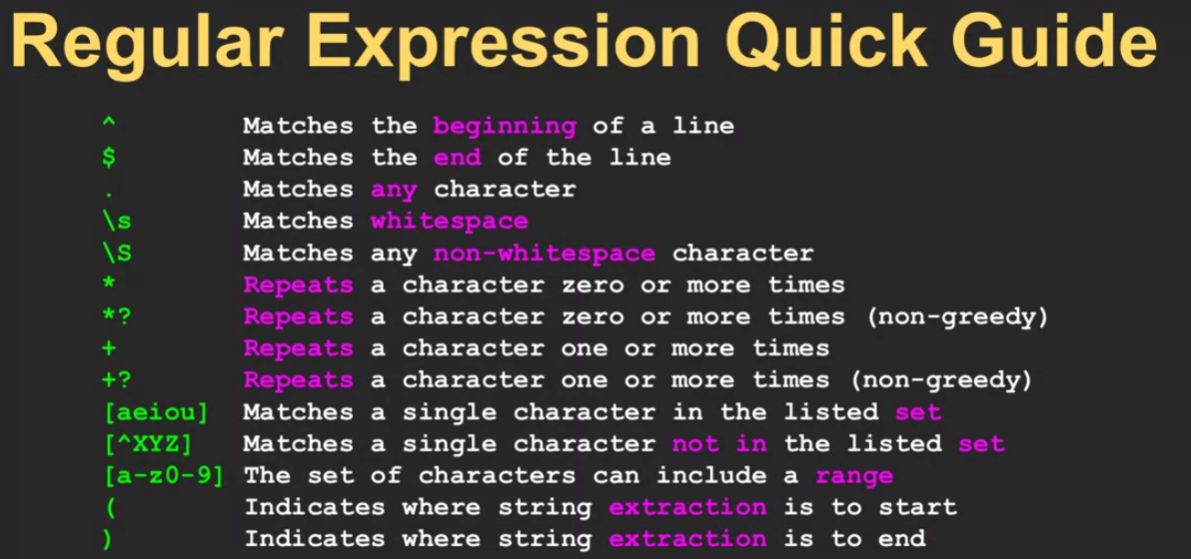 Regular Expression Quick Guide
^ Matches the beginning of a line
$ Matches the end of the line
. Matches any character
\s Matches whitespace
\S Matches any non-whitespace character
* Repeats a character zero or more times
*? Repeats a character zero or more times (non-greedy)
+ Repeats a character one or more times
+? Repeats a character one or more times (non-greedy)
[aeiou] Matches a single character in the listed set
[^XYZ] Matches a single character not in the listed set
[a-z0-9] The set of characters can include a range
( Indicates where string extraction is to start
) Indicates where string extraction is to end